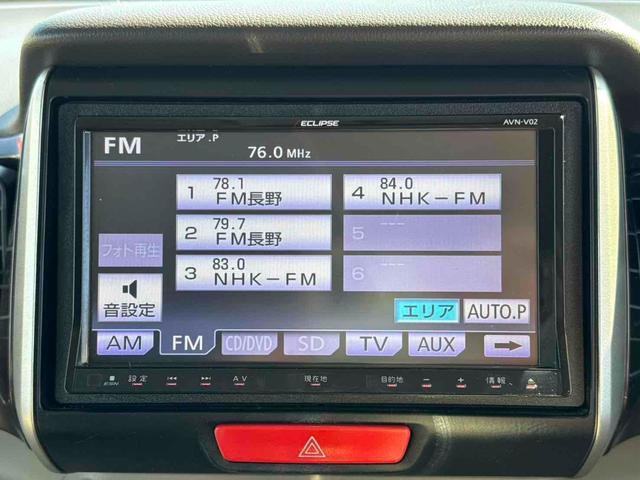 ECLIPSE AVN-V02
FM エリア.P
76.0 MHz
1 78.1 FM長野
4 84.0 NHK-FM
2 79.7 FM長野
5 ---
3 83.0 NHK-FM
6 ---
フォト再生
音設定
エリア AUTO.P
AM FM CD/DVD SD TV AUX
ESN 設定 AV 現在地 目的地 − + 情報